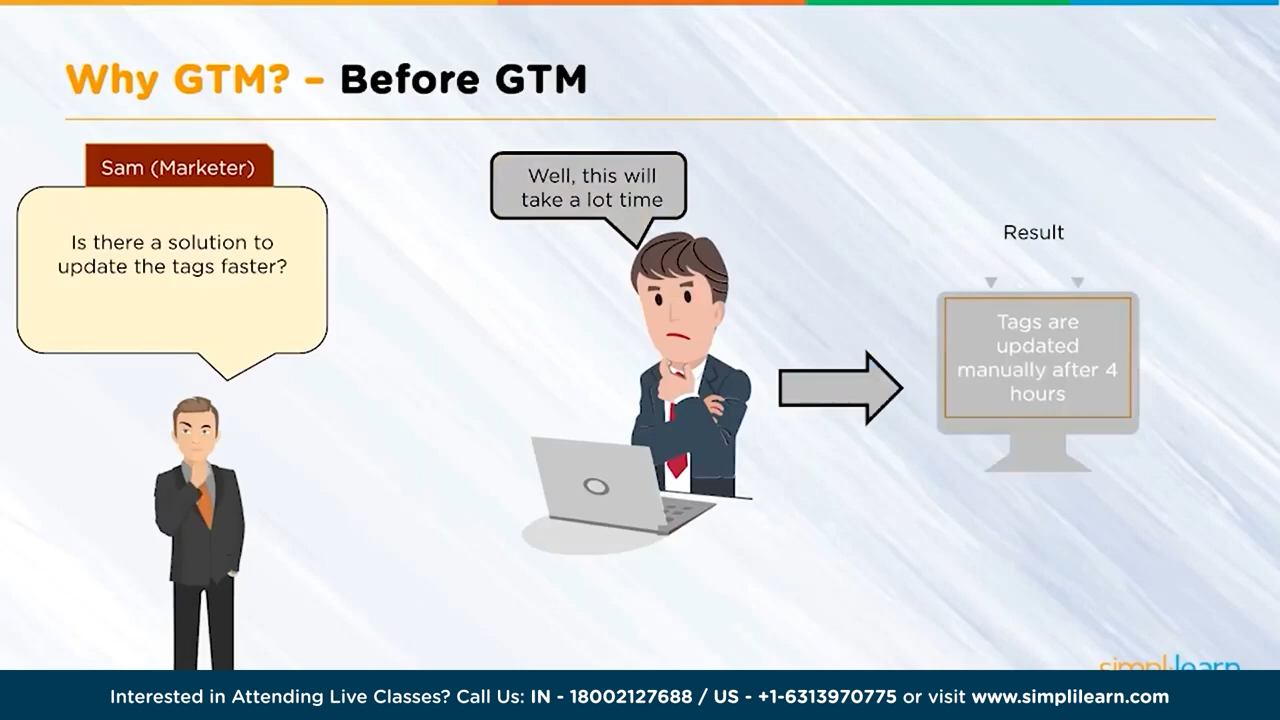 Why GTM? – Before GTM
Sam (Marketer)
Is there a solution to
update the tags faster?
Well, this will
take a lot time
Result
Tags are
updated
manually after 4
hours
simplilearn
Interested in Attending Live Classes? Call Us: IN - 18002127688 / US - +1-6313970775 or visit www.simplilearn.com